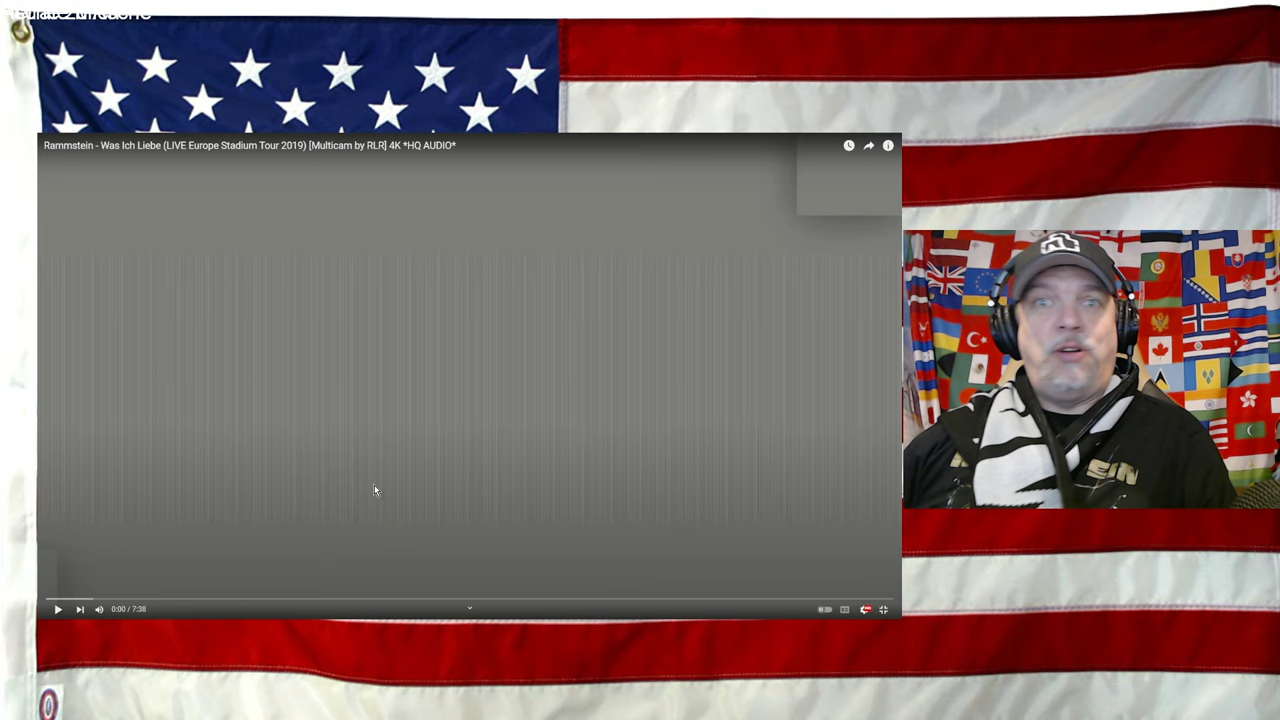 Rammstein - Was Ich Liebe (LIVE Europe Stadium Tour 2019) [Multicam by RLR] 4K *HQ AUDIO*
0:00 / 7:38